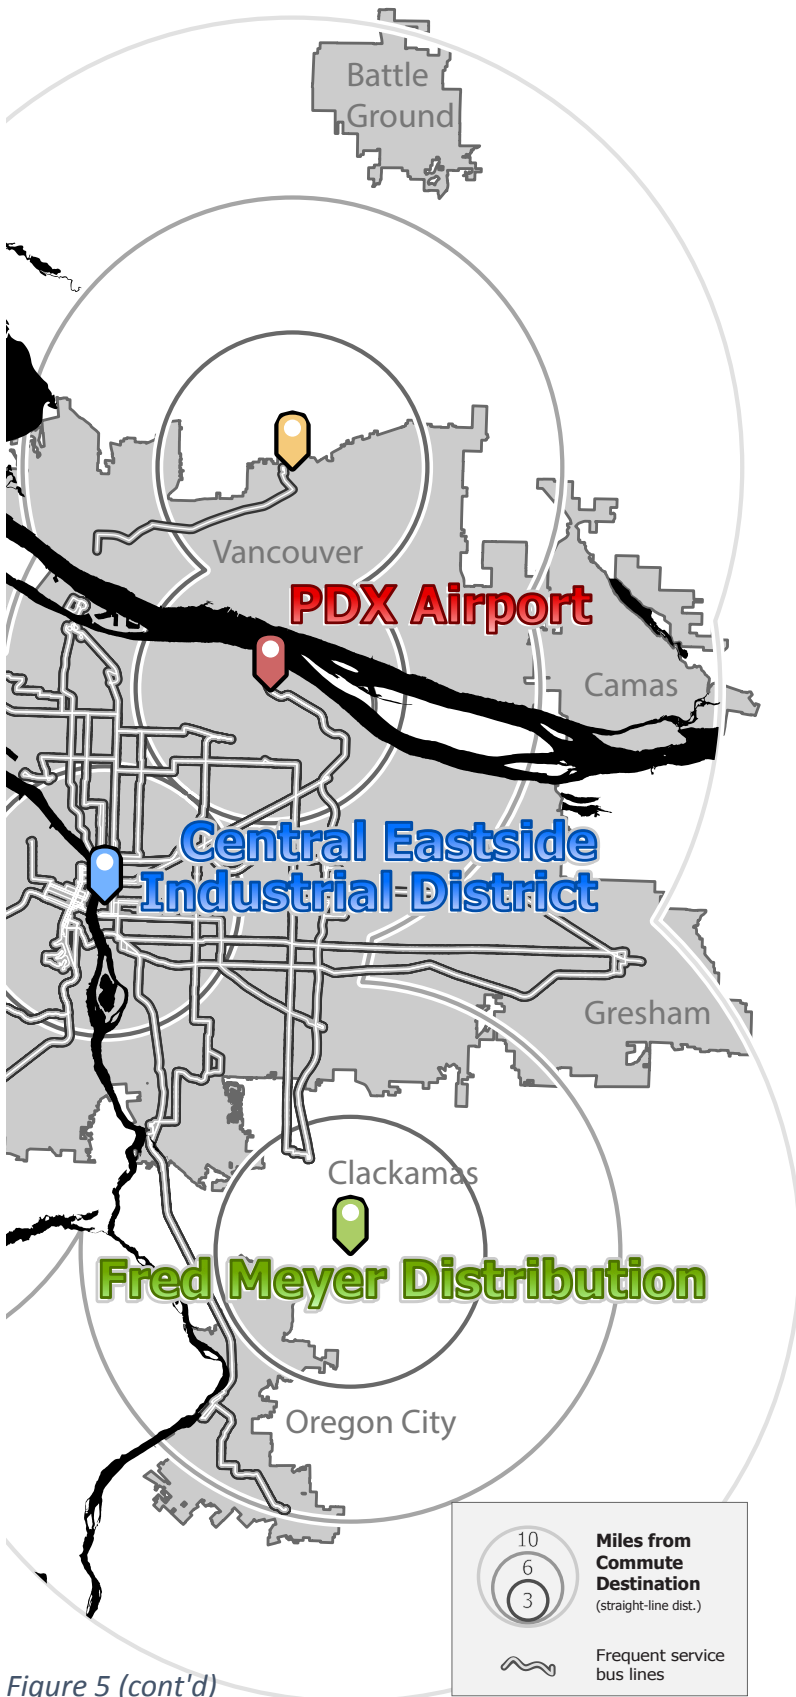 Battle
Ground
Vancouver
PDX Airport
Camas
Central Eastside
Industrial District
Gresham
Clackamas
Fred Meyer Distribution
Oregon City
10
6
3
Miles from
Commute
Destination
(straight-line dist.)
Frequent service
bus lines
Figure 5 (cont'd)